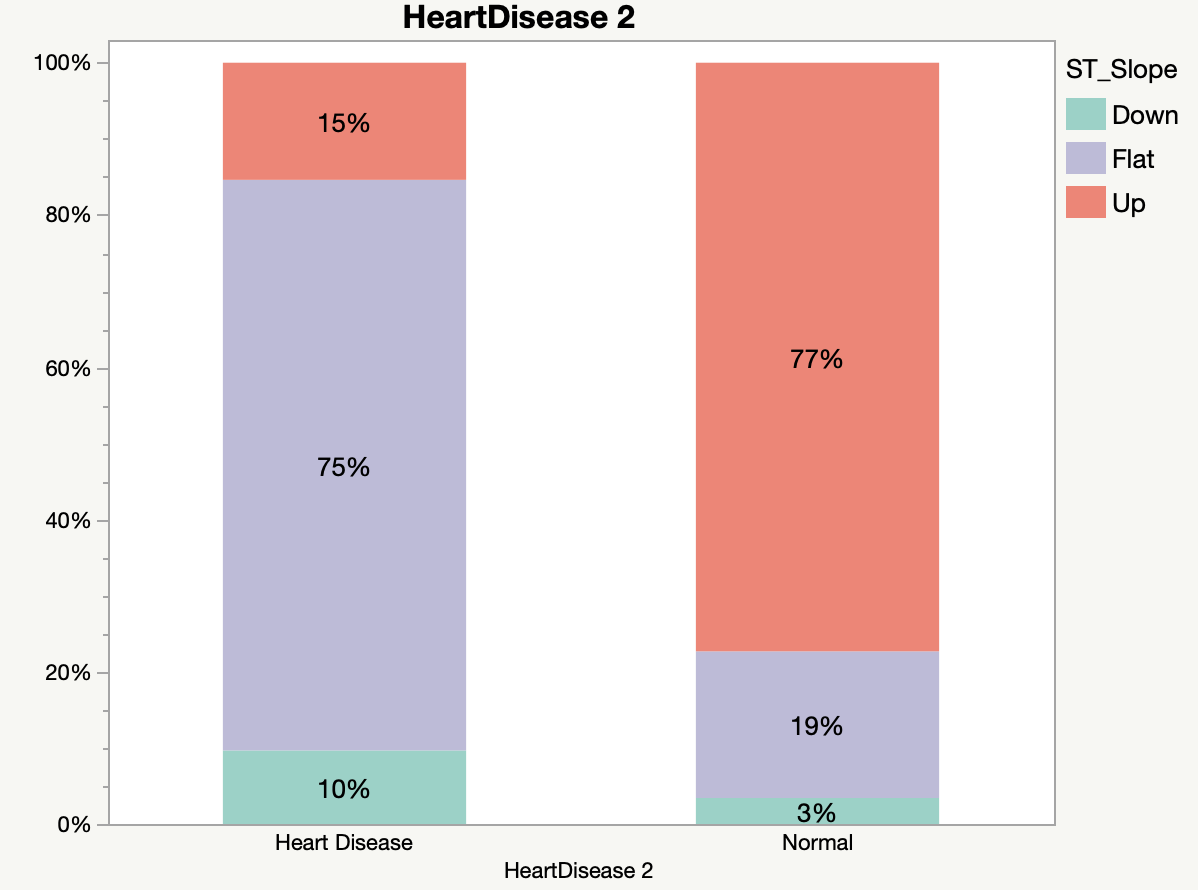 HeartDisease 2
100%
80%
60%
40%
20%
0%
15%
75%
10%
77%
19%
3%
Heart Disease
Normal
HeartDisease 2
ST_Slope
Down
Flat
Up